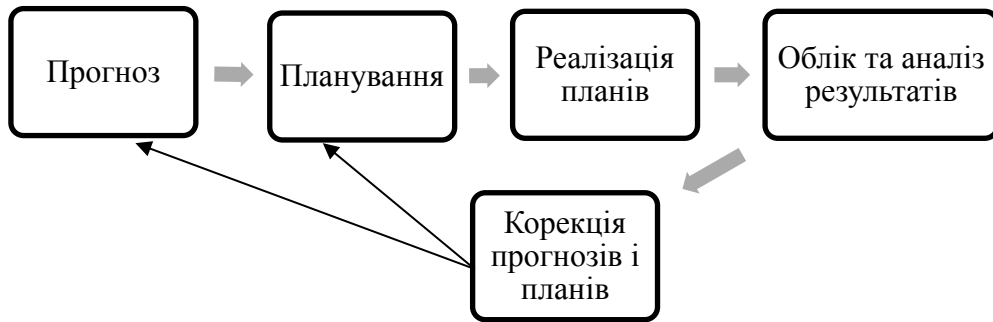 Прогноз
Планування
Реалізація
планів
Облік та аналіз
результатів
Корекція
прогнозів і
планів